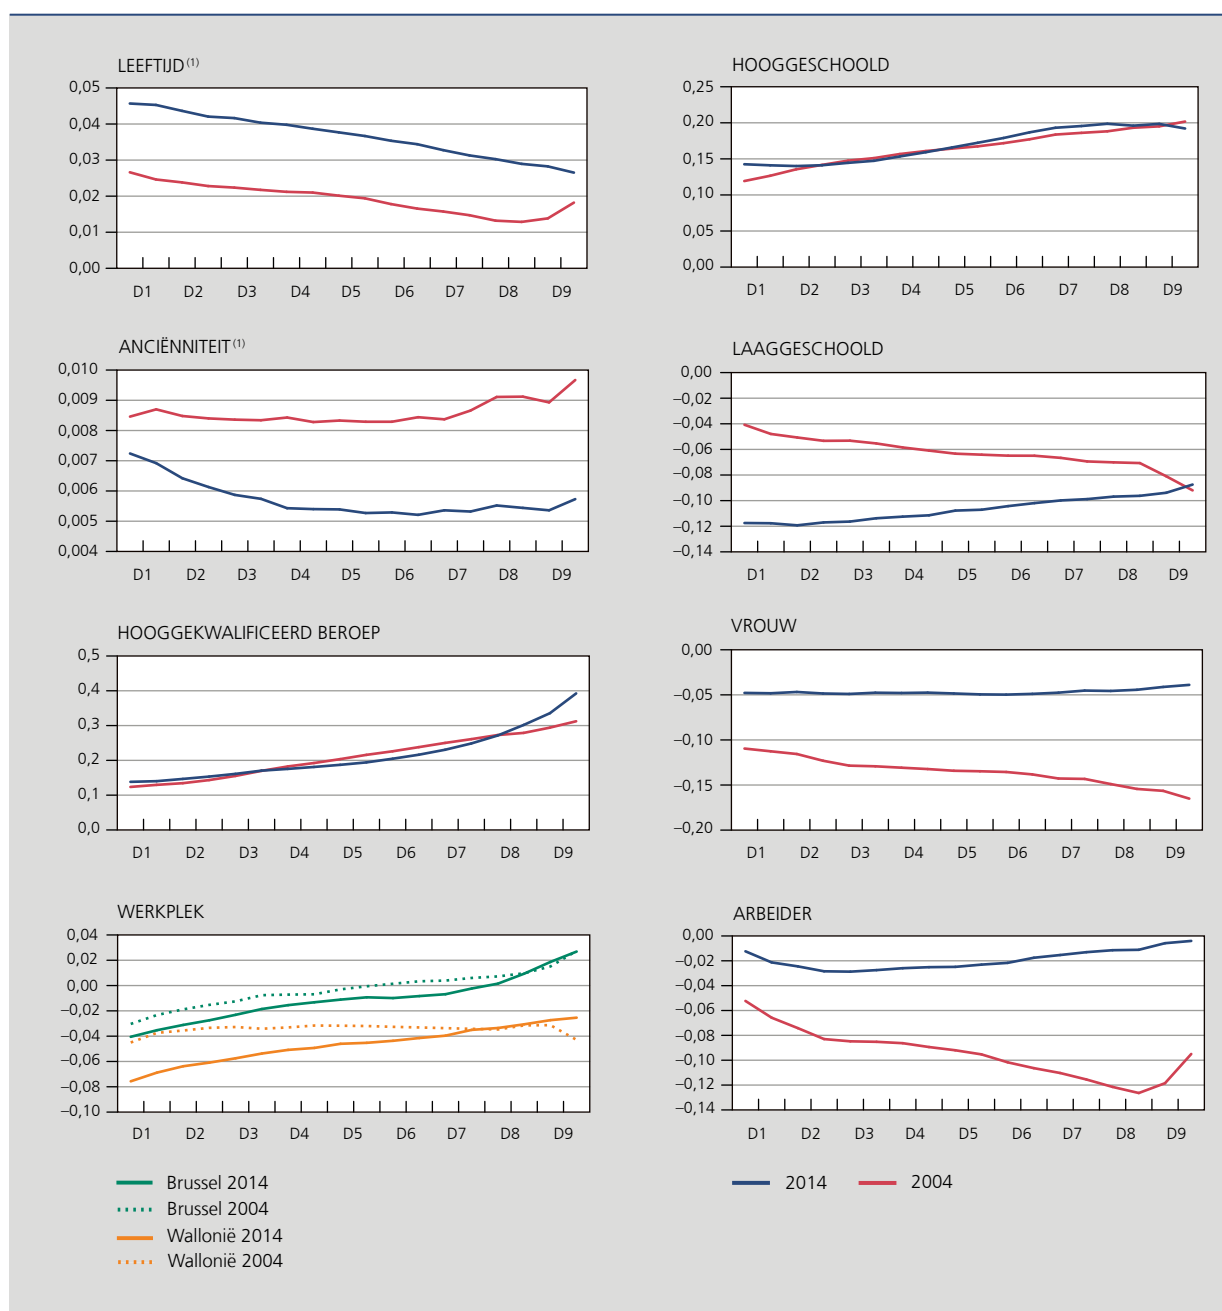 LEEFTIJD (1)
0,05
0,04
0,03
0,02
0,01
0,00
D1 D2 D3 D4 D5 D6 D7 D8 D9
HOOGGESCHOOLD
0,25
0,20
0,15
0,10
0,05
0,00
D1 D2 D3 D4 D5 D6 D7 D8 D9
ANCIËNNITEIT (1)
0,010
0,009
0,008
0,007
0,006
0,005
0,004
D1 D2 D3 D4 D5 D6 D7 D8 D9
LAAGGESCHOOLD
0,00
–0,02
–0,04
–0,06
–0,08
–0,10
–0,12
–0,14
D1 D2 D3 D4 D5 D6 D7 D8 D9
HOOGGEKWALIFICEERD BEROEP
0,5
0,4
0,3
0,2
0,1
0,0
D1 D2 D3 D4 D5 D6 D7 D8 D9
VROUW
0,00
–0,05
–0,10
–0,15
–0,20
D1 D2 D3 D4 D5 D6 D7 D8 D9
WERKPLEK
0,04
0,02
0,00
–0,02
–0,04
–0,06
–0,08
–0,10
D1 D2 D3 D4 D5 D6 D7 D8 D9
ARBEIDER
0,00
–0,02
–0,04
–0,06
–0,08
–0,10
–0,12
–0,14
D1 D2 D3 D4 D5 D6 D7 D8 D9
Brussel 2014
Brussel 2004
Wallonië 2014
Wallonië 2004
2014 2004